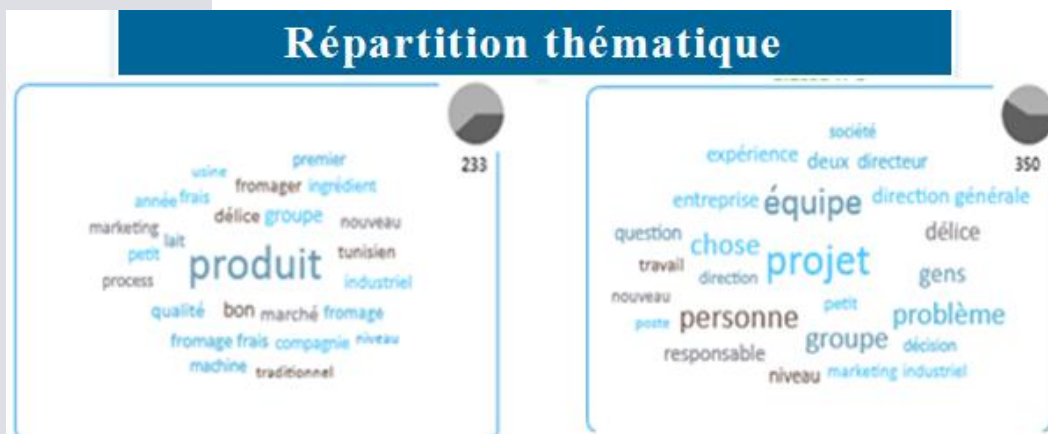 Répartition thématique
233
premier
usine
fromager ingrédient
année frais
délice groupe nouveau
marketing
lait
petit produit tunisien
process industriel
qualité bon marché fromage
fromage frais compagnie niveau
machine traditionnel
350
société
expérience deux directeur
entreprise équipe direction générale
question chose délice
travail direction projet gens
nouveau petit
poste personne problème
groupe décision
responsable
niveau marketing industriel